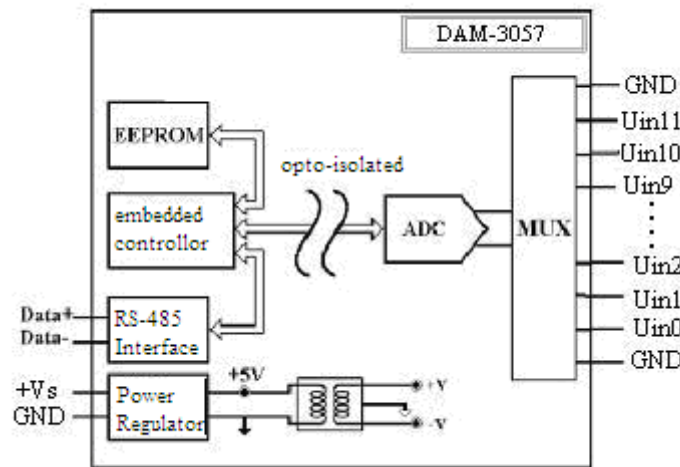 DAM-3057
GND
Uin11
Uin10
Uin9
Uin2
Uin1
Uin0
GND
EEPROM
opto-isolated
embedded
controllor
ADC
MUX
Data+
Data-
RS-485
Interface
+Vs
GND
Power
Regulator
+5V
+V
-V